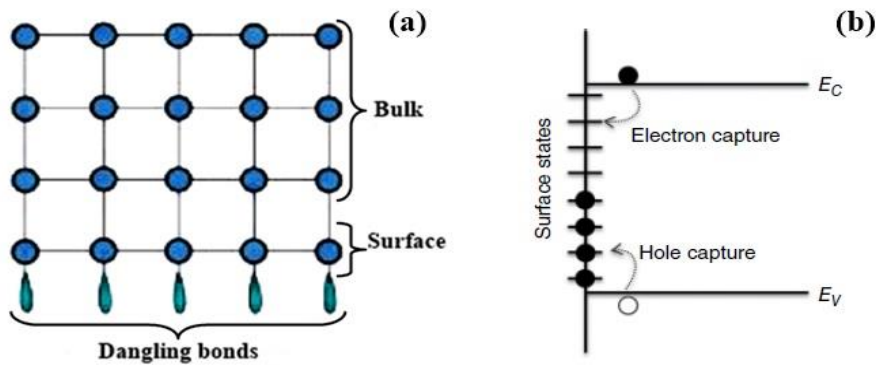 (a)
Bulk
Surface
Dangling bonds
(b)
E_C
Electron capture
Surface states
Hole capture
E_V